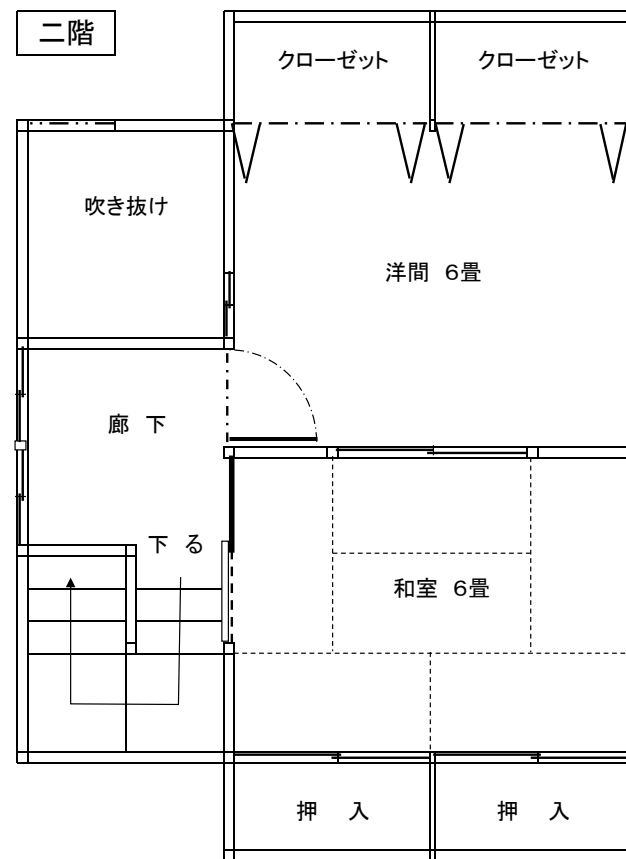 二階
クローゼット
クローゼット
吹き抜け
洋間 6畳
廊 下
下 る
和室 6畳
押 入
押 入